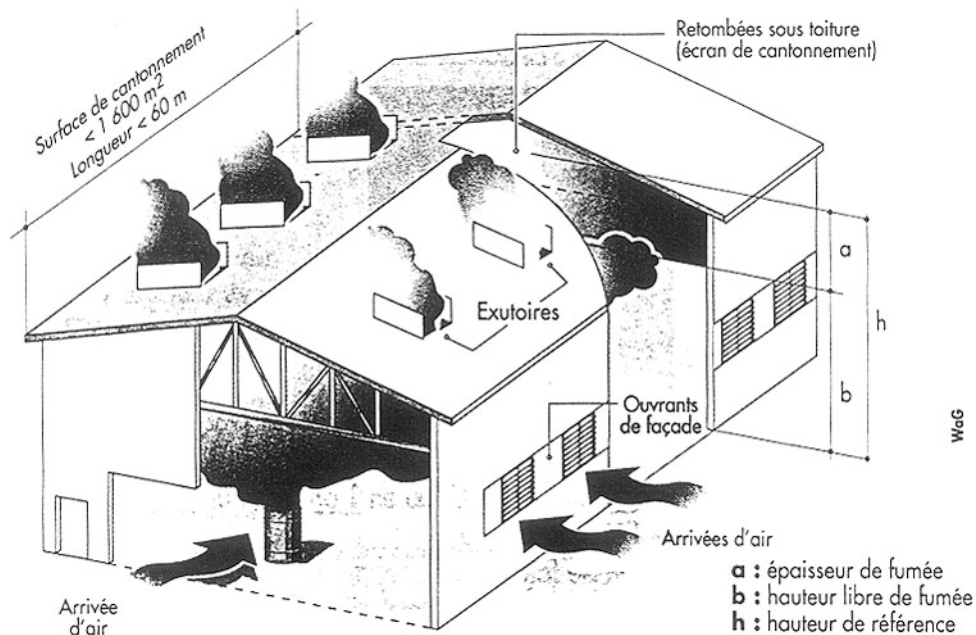 Retombées sous toiture
(écran de cantonnement)
Surface de cantonnement
< 1 600 m²
Longueur < 60 m
a
Exutoires
h
b
Ouvrants
de façade
WaG
Arrivées d'air
Arrivée
d'air
a : épaisseur de fumée
b : hauteur libre de fumée
h : hauteur de référence